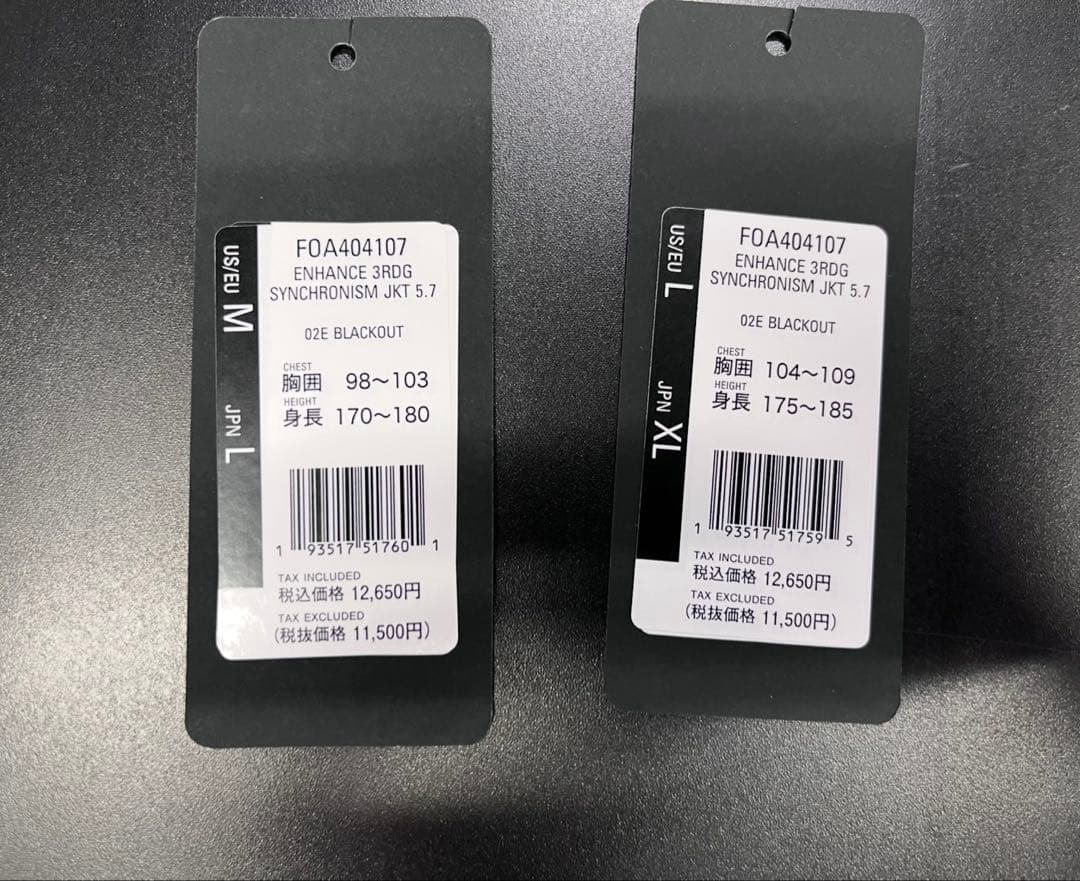 US/EU M JPN L
FOA404107
ENHANCE 3RDG
SYNCHRONISM JKT 5.7
02E BLACKOUT
CHEST
胸囲 98～103
HEIGHT
身長 170～180
1 93517 51760 1
TAX INCLUDED
税込価格 12,650円
TAX EXCLUDED
(税抜価格 11,500円)
US/EU L JPN XL
FOA404107
ENHANCE 3RDG
SYNCHRONISM JKT 5.7
02E BLACKOUT
CHEST
胸囲 104～109
HEIGHT
身長 175～185
1 93517 51759 5
TAX INCLUDED
税込価格 12,650円
TAX EXCLUDED
(税抜価格 11,500円)